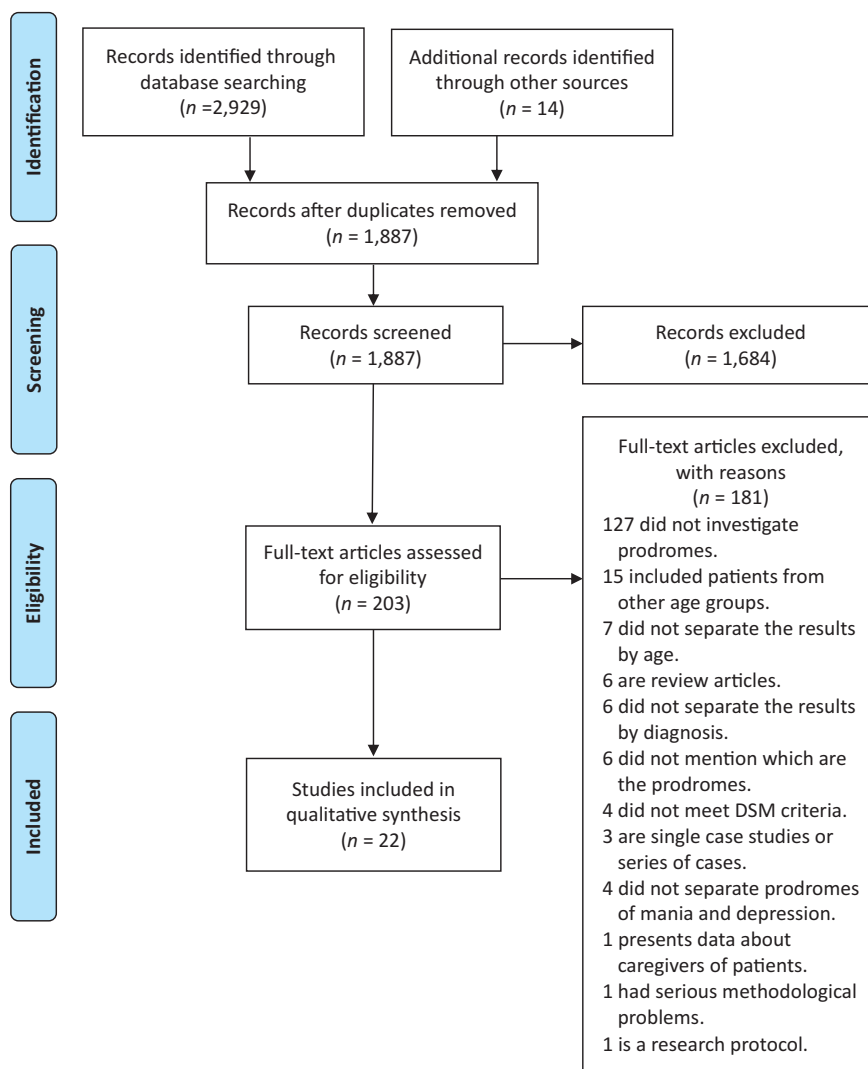 Identification
Records identified through
database searching
(n =2,929)
Additional records identified
through other sources
(n = 14)
Records after duplicates removed
(n = 1,887)
Screening
Records screened
(n = 1,887)
Records excluded
(n = 1,684)
Eligibility
Full-text articles assessed
for eligibility
(n = 203)
Full-text articles excluded,
with reasons
(n = 181)
127 did not investigate
prodromes.
15 included patients from
other age groups.
7 did not separate the results
by age.
6 are review articles.
6 did not separate the results
by diagnosis.
6 did not mention which are
the prodromes.
4 did not meet DSM criteria.
3 are single case studies or
series of cases.
4 did not separate prodromes
of mania and depression.
1 presents data about
caregivers of patients.
1 had serious methodological
problems.
1 is a research protocol.
Included
Studies included in
qualitative synthesis
(n = 22)